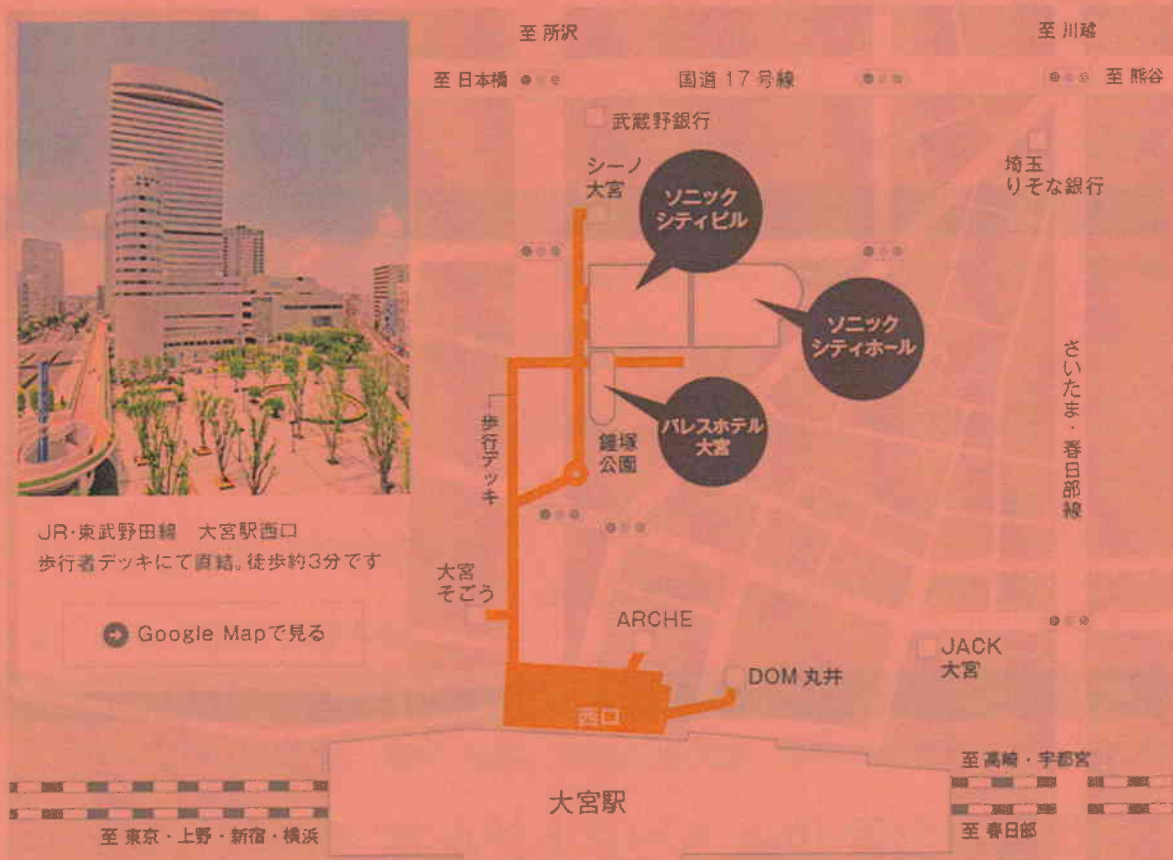 至 所沢
至 川越
至 日本橋
国道 17 号線
至 熊谷
武蔵野銀行
シーノ
大宮
ソニック
シティビル
埼玉
りそな銀行
ソニック
シティホール
さいたま・春日部線
歩行デッキ
鐘塚
公園
パレスホテル
大宮
JR・東武野田線 大宮駅西口
歩行者デッキにて直結。徒歩約3分です
Google Mapで見る
大宮
そごう
ARCHE
JACK
大宮
DOM 丸井
西口
大宮駅
至 高崎・宇都宮
至 東京・上野・新宿・横浜
至 春日部